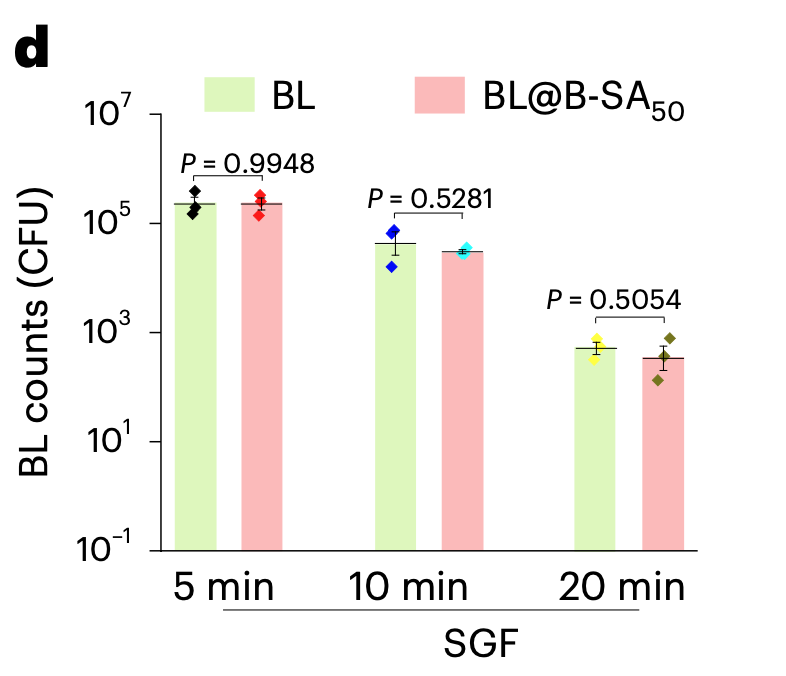 d
BL BL@B-SA50
10^7
P = 0.9948
10^5
P = 0.5281
10^3
P = 0.5054
10^1
10^−1
BL counts (CFU)
5 min 10 min 20 min
SGF